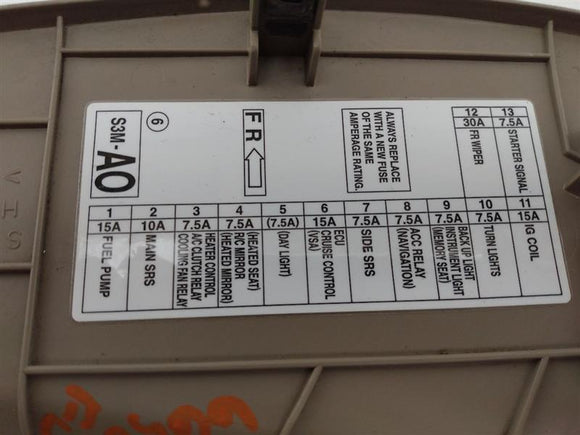 S3M-A0
6
FR
ALWAYS REPLACE
WITH A NEW FUSE
OF THE SAME
AMPERAGE RATING.
12
30A
FR WIPER
13
7.5A
STARTER SIGNAL
1
15A
FUEL PUMP
2
10A
MAIN SRS
3
7.5A
HEATER CONTROL
A/C CLUTCH RELAY
COOLING FAN RELAY
4
7.5A
(HEATED SEAT)
R/C MIRROR
(HEATED MIRROR)
5
(7.5A)
(DAY LIGHT)
6
15A
ECU
CRUISE CONTROL
(VSA)
7
7.5A
SIDE SRS
8
7.5A
ACC RELAY
(NAVIGATION)
9
7.5A
BACK UP LIGHT
INSTRUMENT LIGHT
(MEMORY SEAT)
10
7.5A
TURN LIGHTS
11
15A
IG COIL